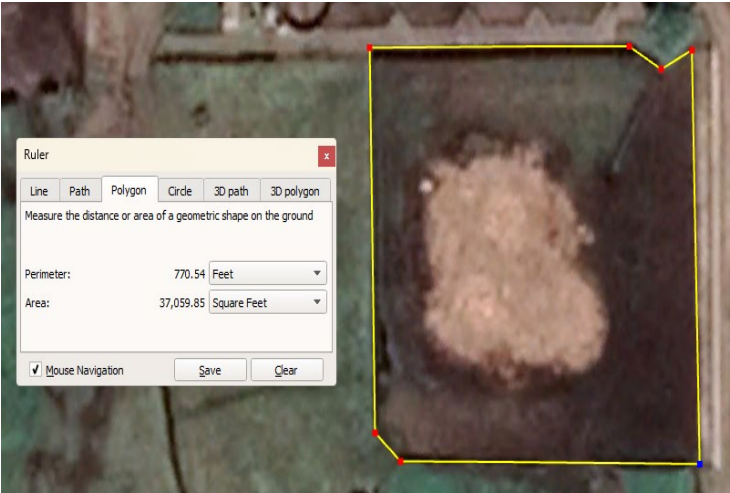 Ruler
x
Line Path Polygon Circle 3D path 3D polygon
Measure the distance or area of a geometric shape on the ground
Perimeter: 770.54 Feet
Area: 37,059.85 Square Feet
Mouse Navigation Save Clear